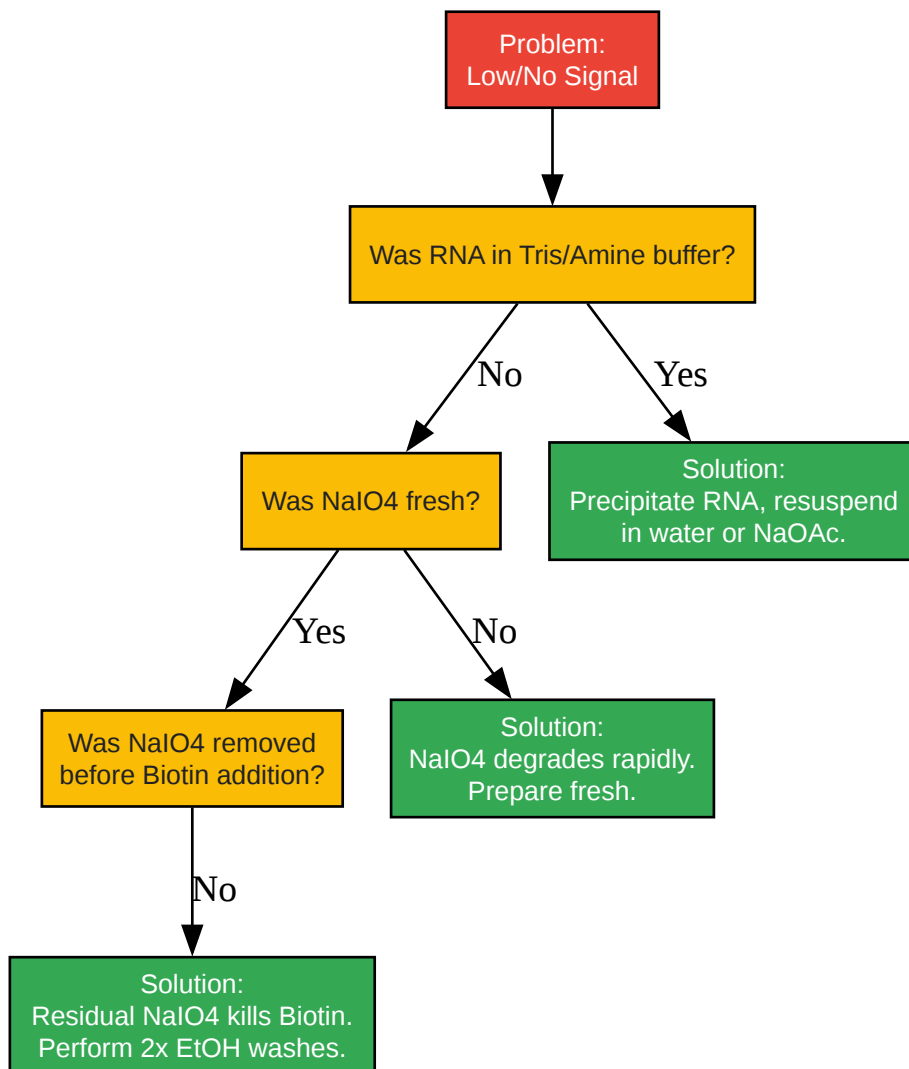 Problem:
Low/No Signal
Was RNA in Tris/Amine buffer?
No
Yes
Was NaIO4 fresh?
Solution:
Precipitate RNA, resuspend
in water or NaOAc.
Yes
No
Was NaIO4 removed
before Biotin addition?
Solution:
NaIO4 degrades rapidly.
Prepare fresh.
No
Solution:
Residual NaIO4 kills Biotin.
Perform 2x EtOH washes.